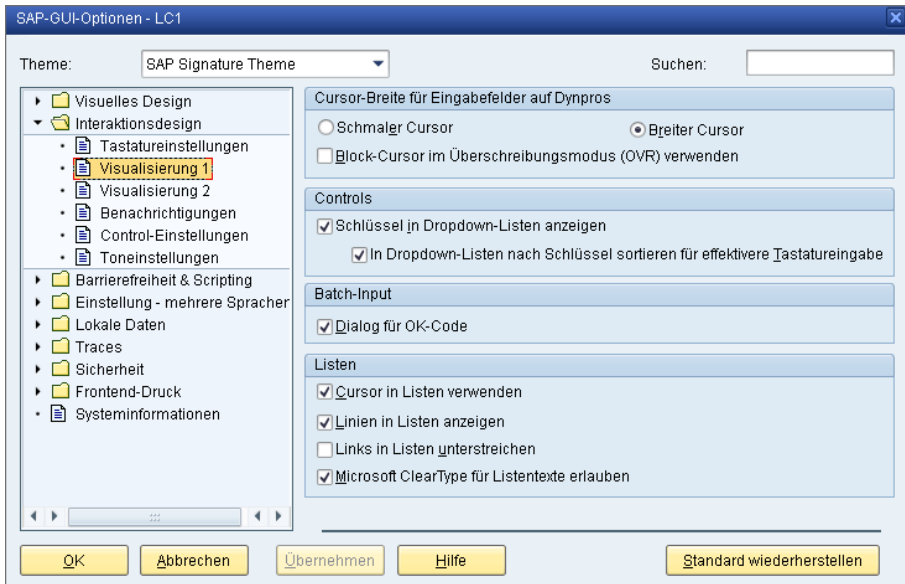 SAP-GUI-Optionen - LC1
Theme: SAP Signature Theme Suchen:
Visuelles Design
Interaktionsdesign
Tastatureinstellungen
Visualisierung 1
Visualisierung 2
Benachrichtigungen
Control-Einstellungen
Toneinstellungen
Barrierefreiheit & Scripting
Einstellung - mehrere Sprachen
Lokale Daten
Traces
Sicherheit
Frontend-Druck
Systeminformationen
Cursor-Breite für Eingabefelder auf Dynpros
Schmaler Cursor Breiter Cursor
Block-Cursor im Überschreibungsmodus (OVR) verwenden
Controls
Schlüssel in Dropdown-Listen anzeigen
In Dropdown-Listen nach Schlüssel sortieren für effektivere Tastatureingabe
Batch-Input
Dialog für OK-Code
Listen
Cursor in Listen verwenden
Linien in Listen anzeigen
Links in Listen unterstreichen
Microsoft ClearType für Listentexte erlauben
OK Abbrechen Übernehmen Hilfe Standard wiederherstellen